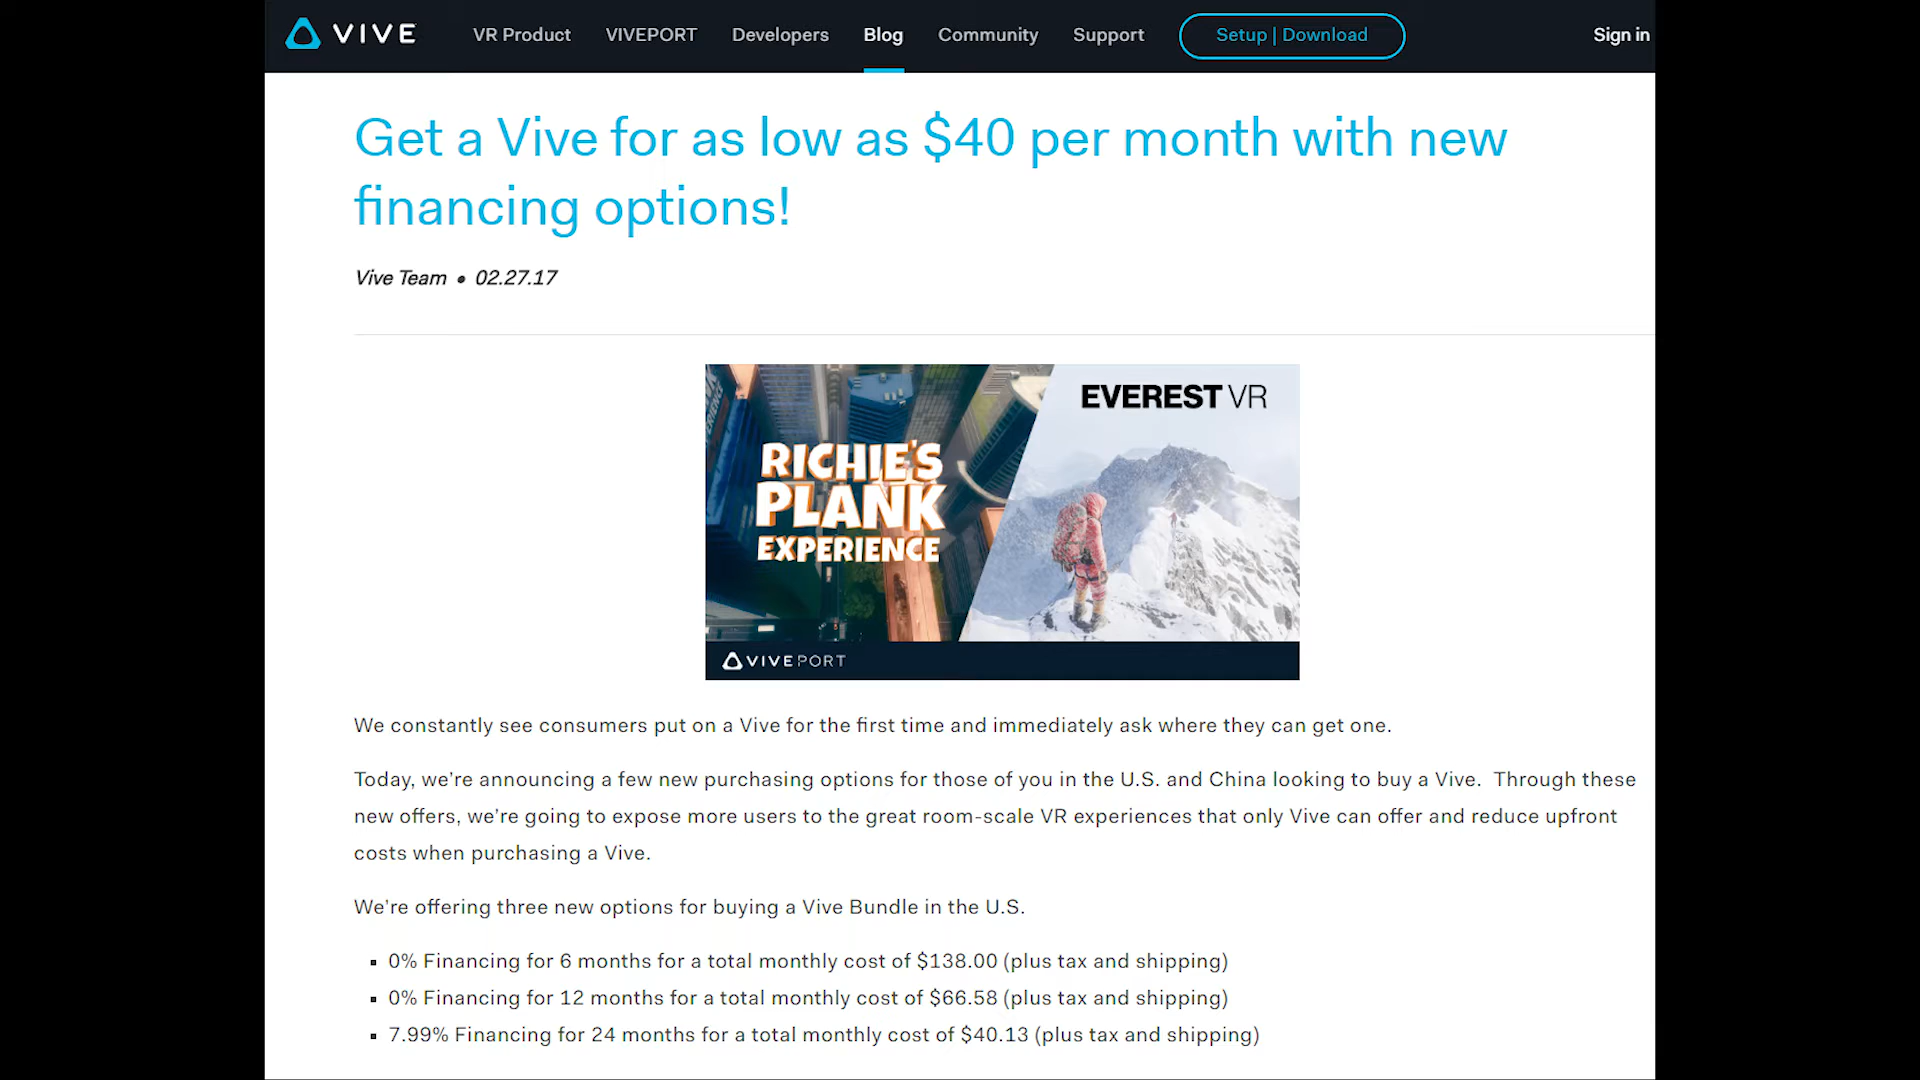 VIVE VR Product VIVEPORT Developers Blog Community Support Setup | Download Sign in
Get a Vive for as low as $40 per month with new
financing options!
Vive Team • 02.27.17
EVEREST VR
RICHIE'S
PLANK
EXPERIENCE
VIVEPORT
We constantly see consumers put on a Vive for the first time and immediately ask where they can get one.
Today, we’re announcing a few new purchasing options for those of you in the U.S. and China looking to buy a Vive.  Through these
new offers, we’re going to expose more users to the great room-scale VR experiences that only Vive can offer and reduce upfront
costs when purchasing a Vive.
We’re offering three new options for buying a Vive Bundle in the U.S.
▪ 0% Financing for 6 months for a total monthly cost of $138.00 (plus tax and shipping)
▪ 0% Financing for 12 months for a total monthly cost of $66.58 (plus tax and shipping)
▪ 7.99% Financing for 24 months for a total monthly cost of $40.13 (plus tax and shipping)